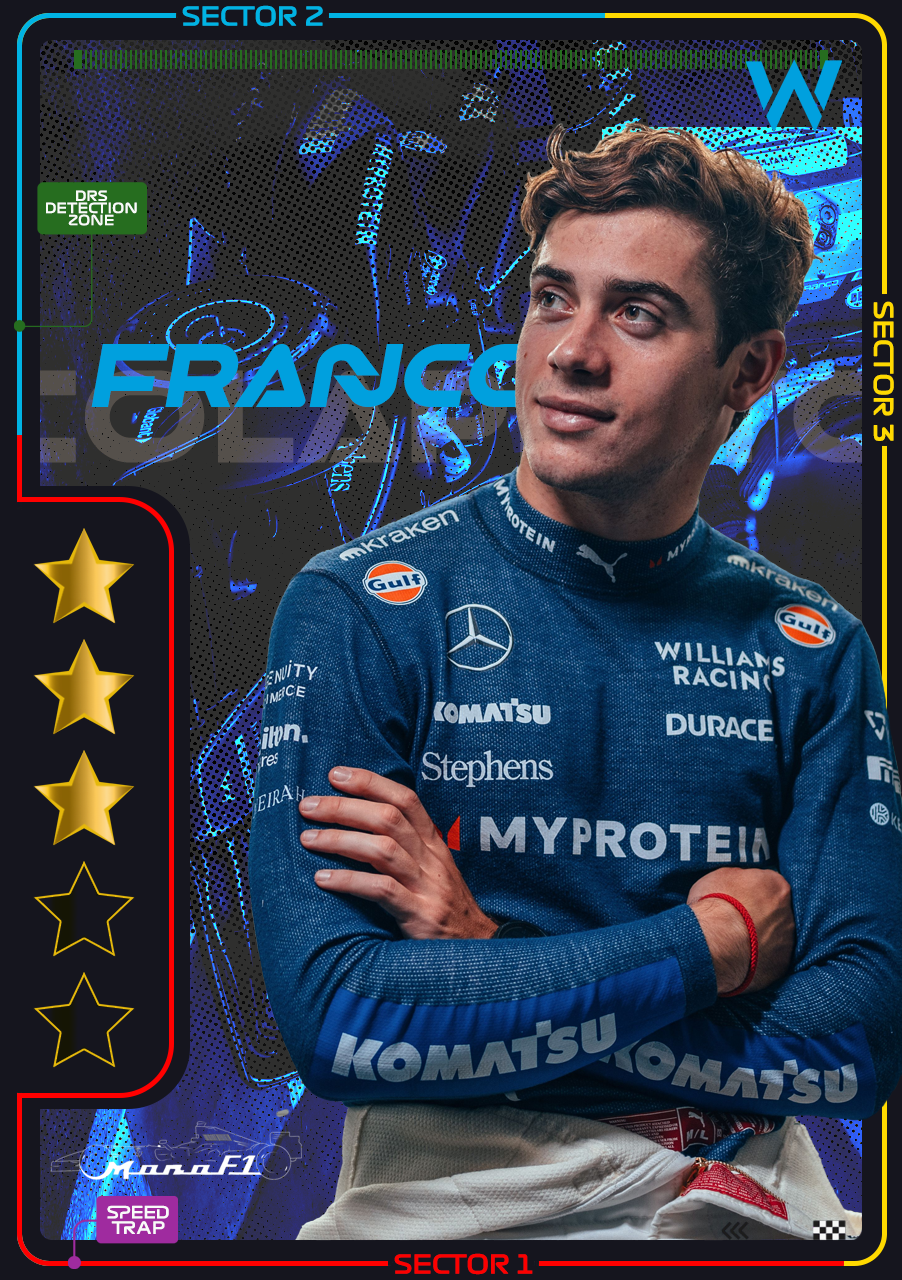 SECTOR 2
DRS
DETECTION
ZONE
SECTOR 3
FRANCO
MYPROTEIN
kraken
kraken
Gulf
Gulf
WILLIAMS
RACING
KOMATSU
DURACE
Stephens
MYPROTEIN
KOMATSU
KOMATSU
M/L
ManaF1
SPEED
TRAP
SECTOR 1